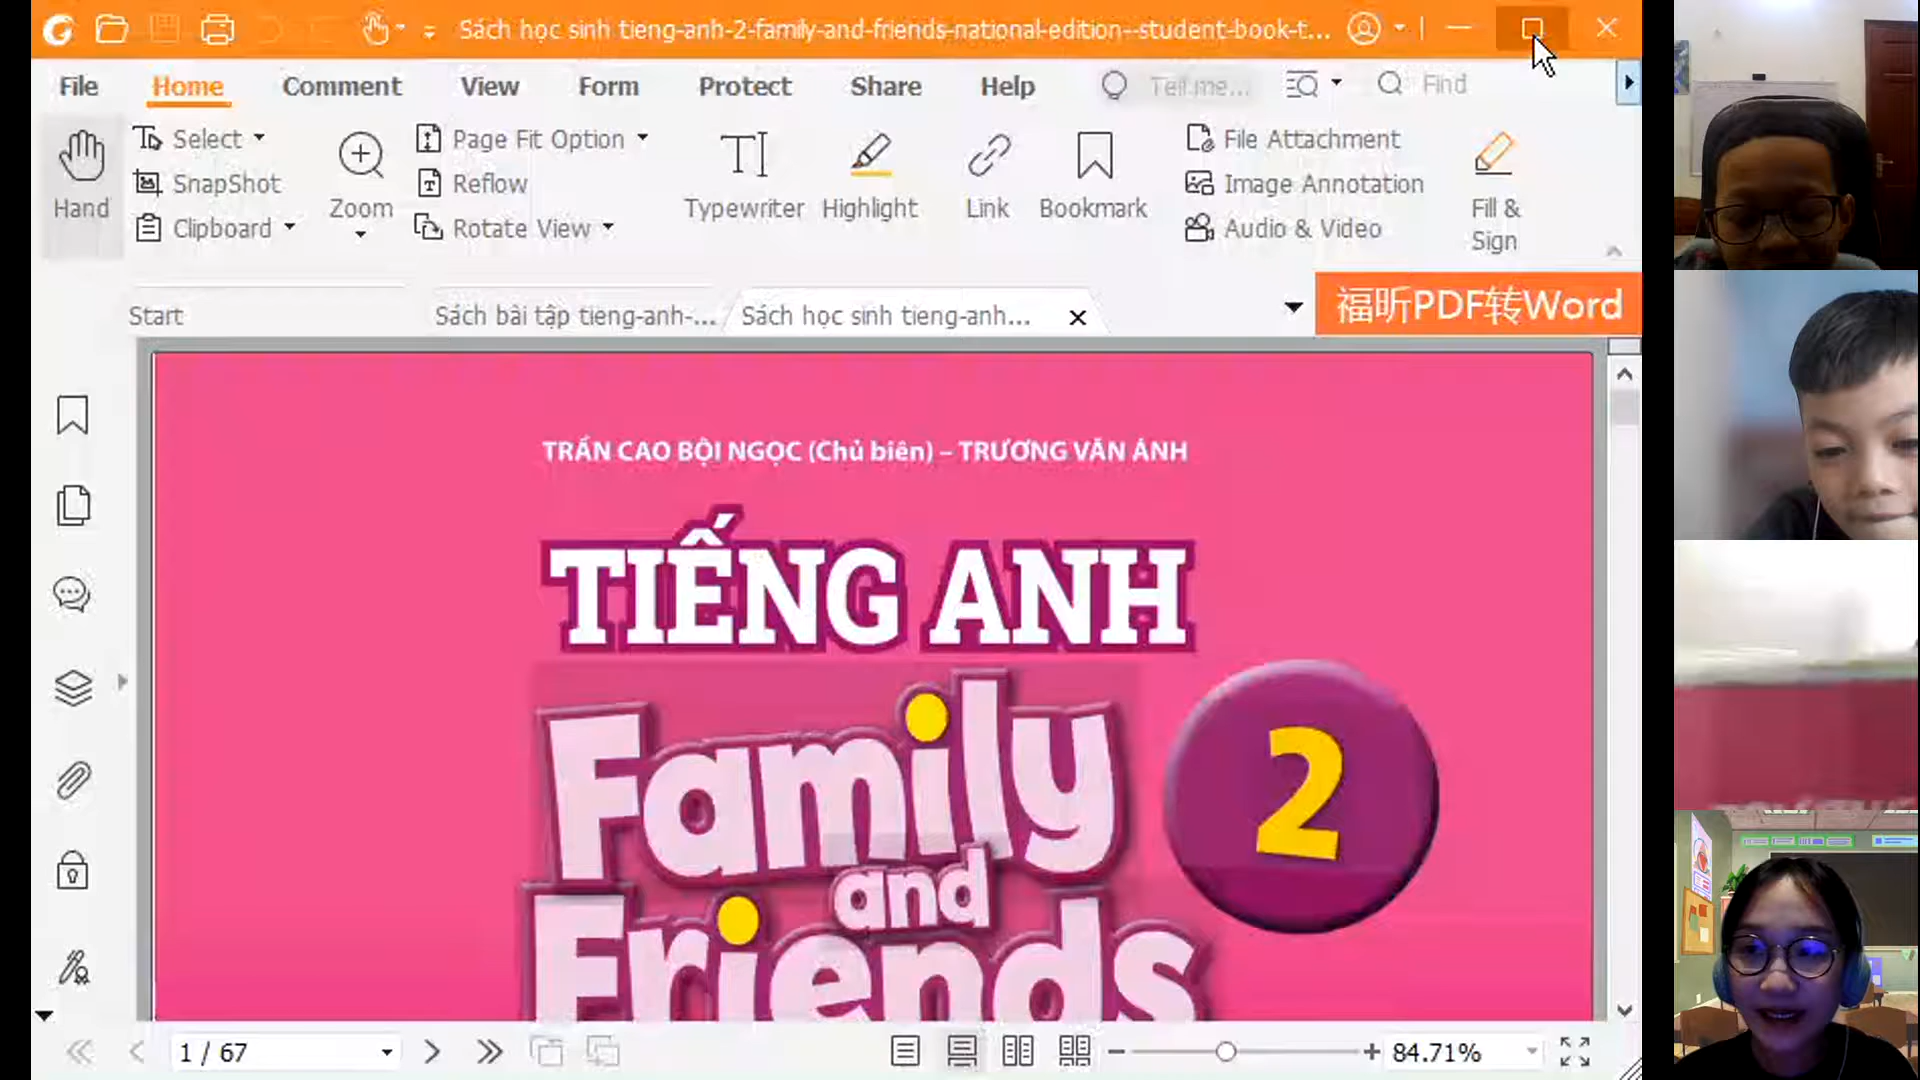 Sách học sinh tieng-anh-2-family-and-friends-national-edition--student-book-t...
File Home Comment View Form Protect Share Help Tell me... Find
Hand
Select
SnapShot
Clipboard
Zoom
Page Fit Option
Reflow
Rotate View
Typewriter
Highlight
Link
Bookmark
File Attachment
Image Annotation
Audio & Video
Fill &
Sign
Start Sách bài tập tieng-anh-... Sách học sinh tieng-anh... 福昕PDF转Word
TRẦN CAO BỘI NGỌC (Chủ biên) – TRƯƠNG VĂN ÁNH
TIẾNG ANH
Family
and
Friends
2
1 / 67
84.71%